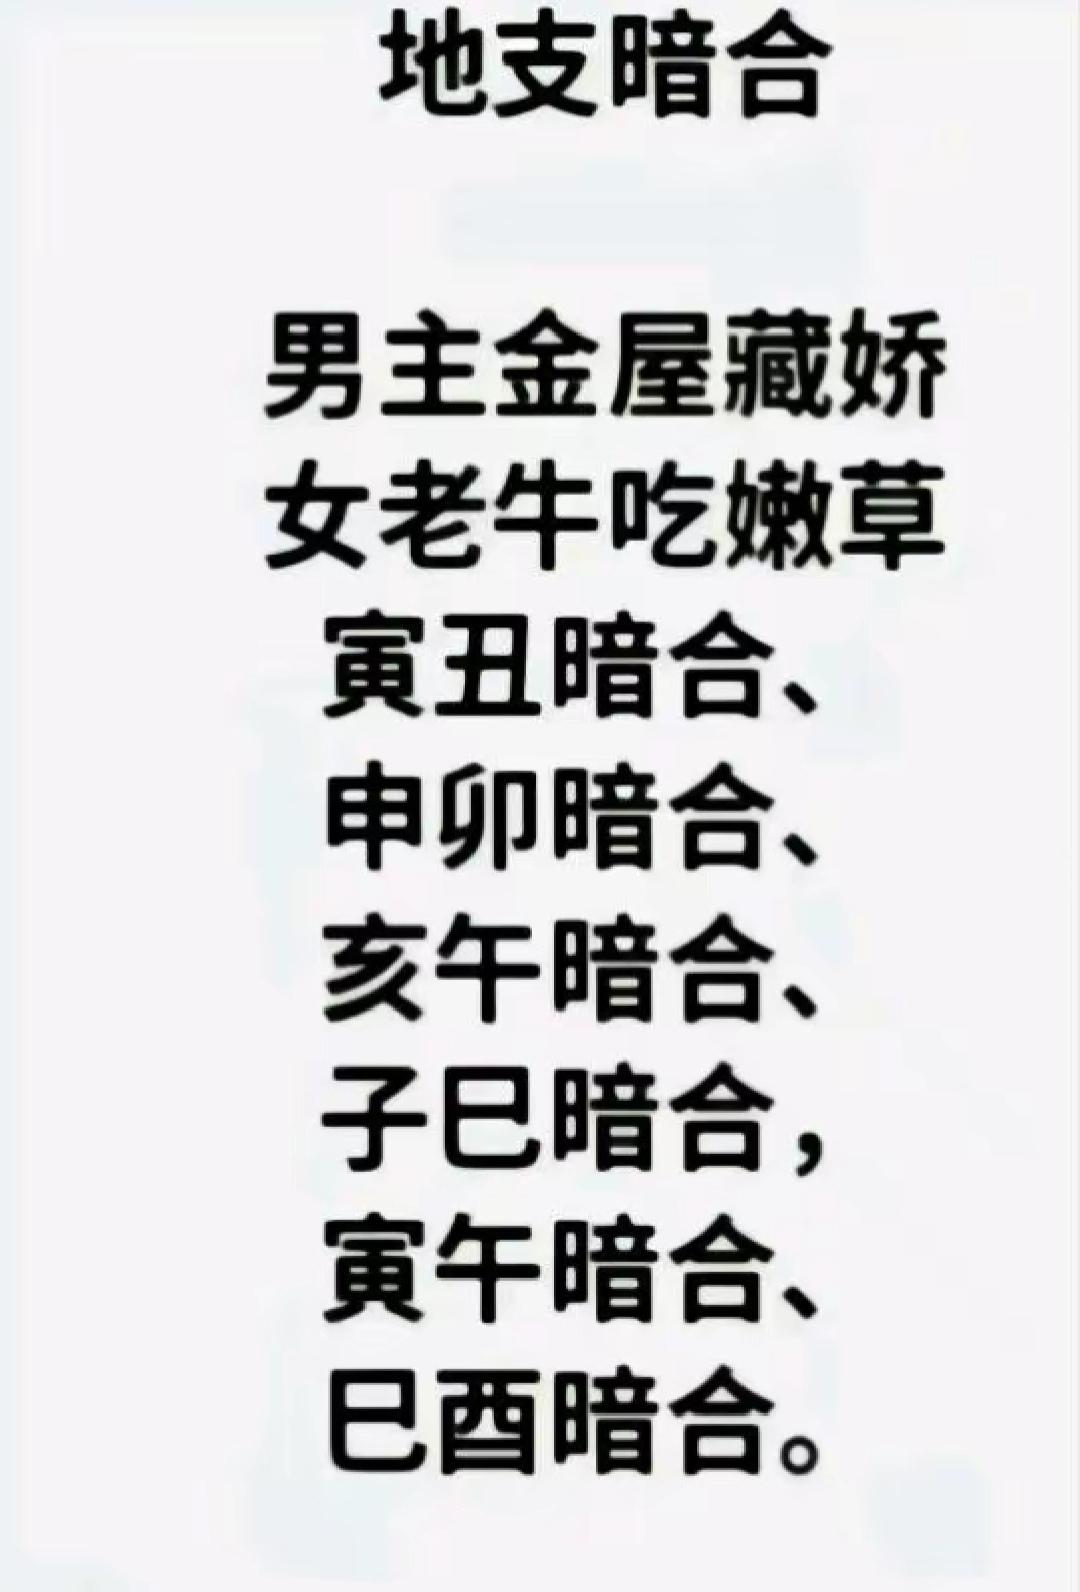 地支暗合
男主金屋藏娇
女老牛吃嫩草
寅丑暗合、
申卯暗合、
亥午暗合、
子巳暗合，
寅午暗合、
巳酉暗合。